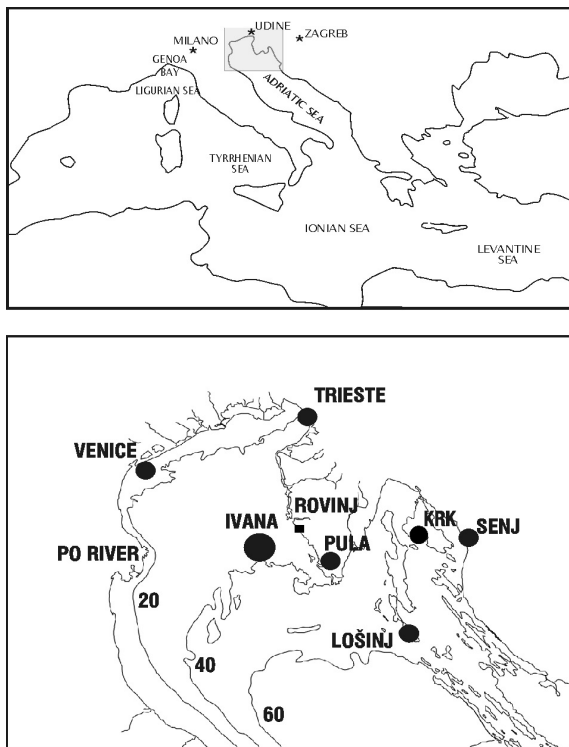 UDINE
ZAGREB
MILANO
GENOA
BAY
LIGURIAN SEA
ADRIATIC SEA
TYRRHENIAN
SEA
IONIAN SEA
LEVANTINE
SEA
TRIESTE
VENICE
ROVINJ
IVANA
KRK
SENJ
PULA
PO RIVER
20
LOŠINJ
40
60